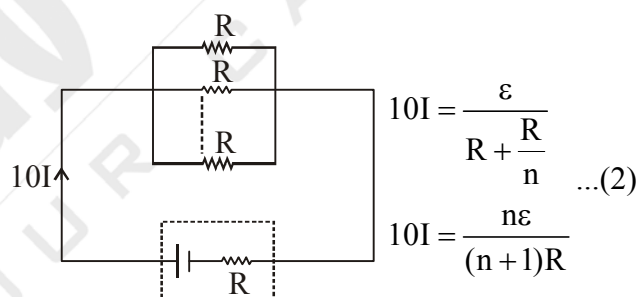 R
R
R
10I
R
10I = ε / (R + R/n) ...(2)
10I = nε / ((n + 1)R)